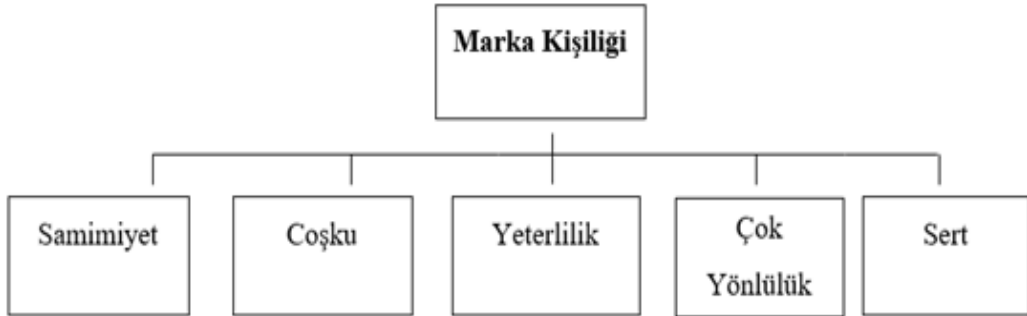 Marka Kişiliği
Samimiyet
Coşku
Yeterlilik
Çok
Yönlülük
Sert